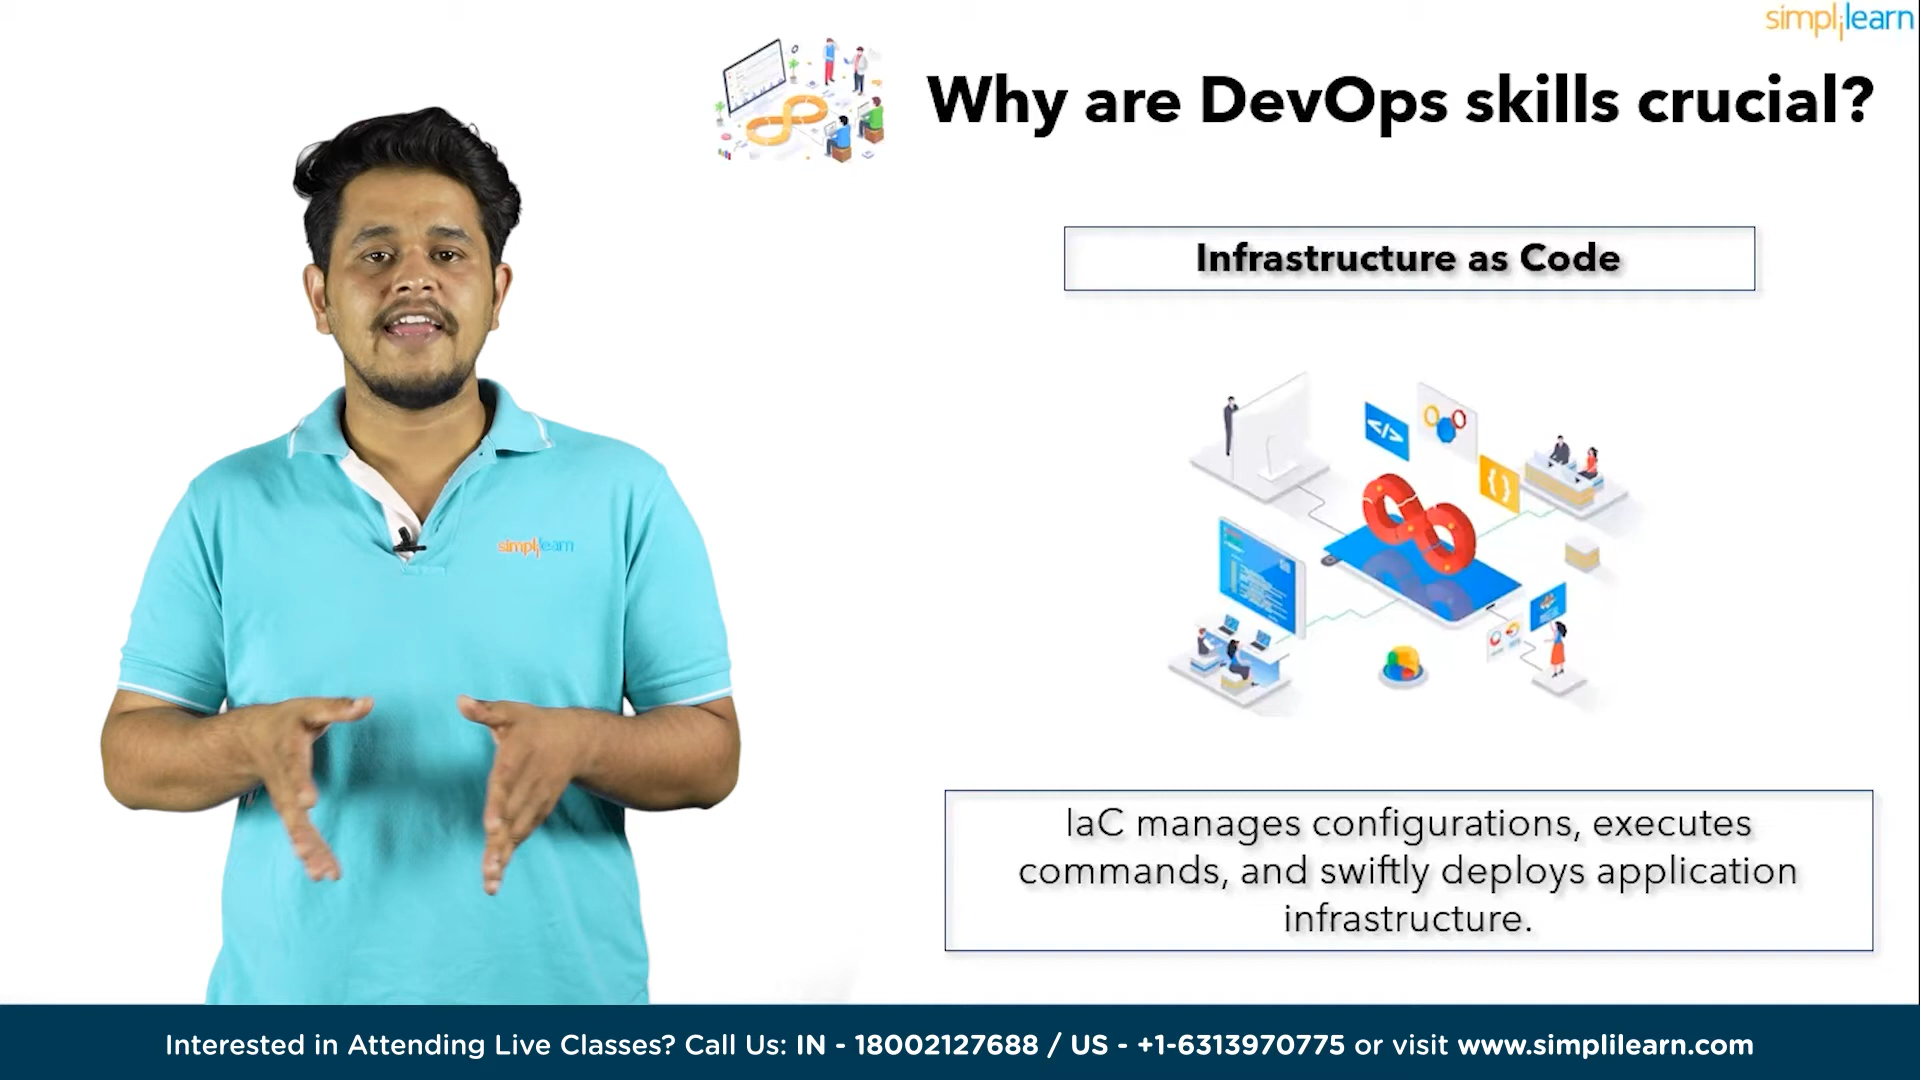 simplilearn
Why are DevOps skills crucial?
Infrastructure as Code
</>
{ }
simplilearn
IaC manages configurations, executes
commands, and swiftly deploys application
infrastructure.
Interested in Attending Live Classes? Call Us: IN - 18002127688 / US - +1-6313970775 or visit www.simplilearn.com